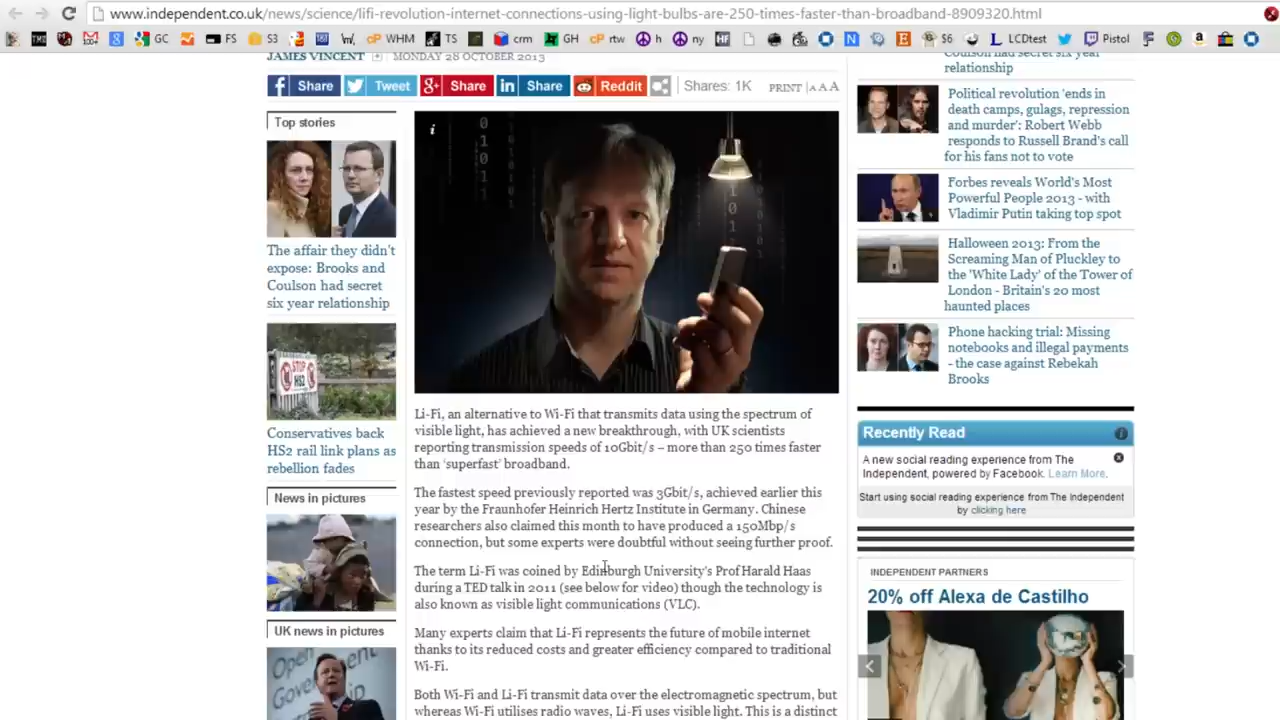 www.independent.co.uk/news/science/lifi-revolution-internet-connections-using-light-bulbs-are-250-times-faster-than-broadband-8909320.html
GC
FS
S3
WHM
TS
crm
GH
rtw
h
ny
HF
S6
LCDtest
Pistol
JAMES VINCENT
MONDAY 28 OCTOBER 2013
Share
Tweet
Share
Share
Reddit
Shares: 1K
PRINT
A A A
Top stories
The affair they didn't
expose: Brooks and
Coulson had secret
six year relationship
STOP
HS2
Conservatives back
HS2 rail link plans as
rebellion fades
News in pictures
UK news in pictures
Open
Li-Fi, an alternative to Wi-Fi that transmits data using the spectrum of
visible light, has achieved a new breakthrough, with UK scientists
reporting transmission speeds of 10Gbit/s – more than 250 times faster
than 'superfast' broadband.
The fastest speed previously reported was 3Gbit/s, achieved earlier this
year by the Fraunhofer Heinrich Hertz Institute in Germany. Chinese
researchers also claimed this month to have produced a 150Mbp/s
connection, but some experts were doubtful without seeing further proof.
The term Li-Fi was coined by Edinburgh University's Prof Harald Haas
during a TED talk in 2011 (see below for video) though the technology is
also known as visible light communications (VLC).
Many experts claim that Li-Fi represents the future of mobile internet
thanks to its reduced costs and greater efficiency compared to traditional
Wi-Fi.
Both Wi-Fi and Li-Fi transmit data over the electromagnetic spectrum, but
whereas Wi-Fi utilises radio waves, Li-Fi uses visible light. This is a distinct
Coulson had secret six year
relationship
Political revolution 'ends in
death camps, gulags, repression
and murder': Robert Webb
responds to Russell Brand's call
for his fans not to vote
Forbes reveals World's Most
Powerful People 2013 - with
Vladimir Putin taking top spot
Halloween 2013: From the
Screaming Man of Pluckley to
the 'White Lady' of the Tower of
London - Britain's 20 most
haunted places
Phone hacking trial: Missing
notebooks and illegal payments
- the case against Rebekah
Brooks
Recently Read
A new social reading experience from The
Independent, powered by Facebook. Learn More.
Start using social reading experience from The Independent
by clicking here
INDEPENDENT PARTNERS
20% off Alexa de Castilho